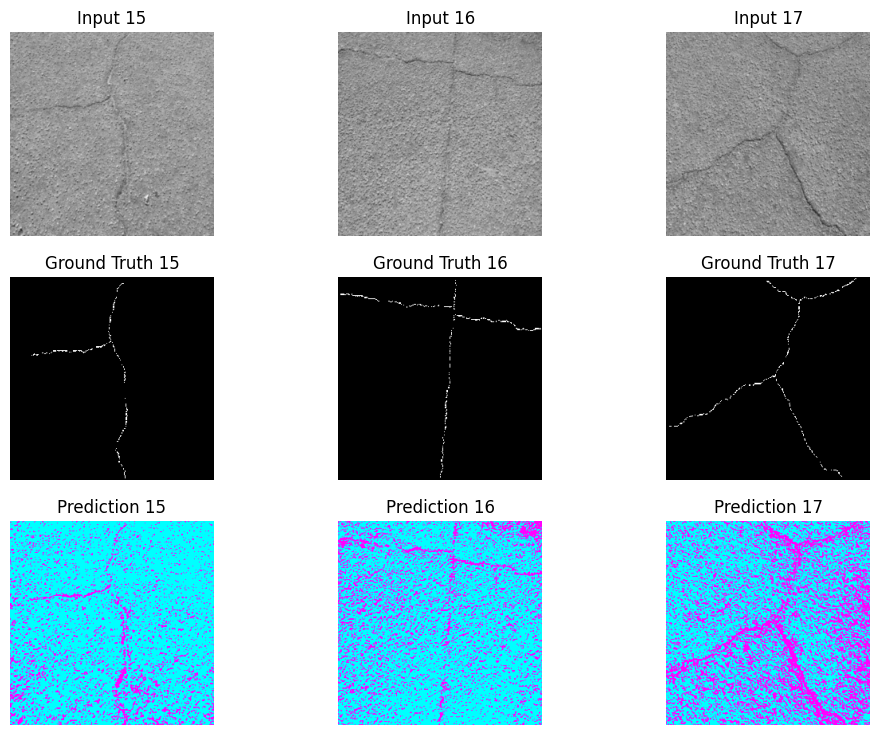 Input 15
Input 16
Input 17
Ground Truth 15
Ground Truth 16
Ground Truth 17
Prediction 15
Prediction 16
Prediction 17